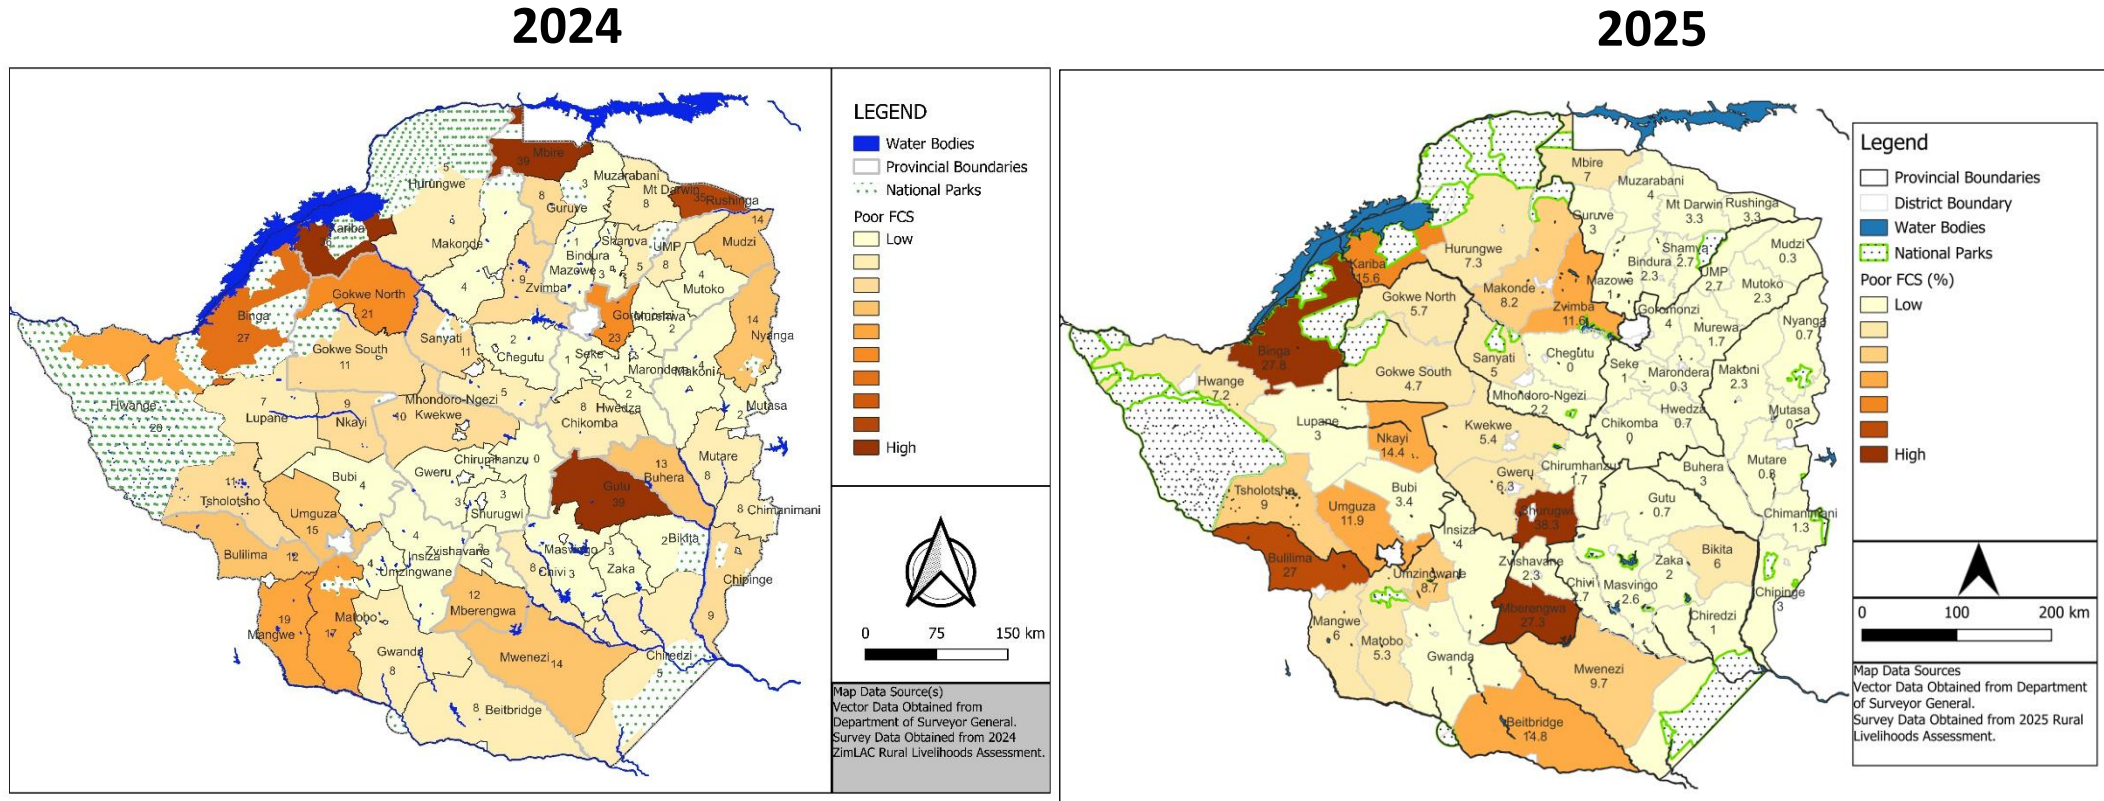 2024
2025
LEGEND
Water Bodies
Provincial Boundaries
National Parks
Poor FCS
Low
High
0 75 150 km
Map Data Source(s)
Vector Data Obtained from
Department of Surveyor General.
Survey Data Obtained from 2024
ZimLAC Rural Livelihoods Assessment.
Mbire
39
Hurungwe
5
Muzarabani
3
Guruve
8
Mt Darwin
8
Rushinga
35
Mudzi
14
Kariba
Makonde
4
Zvimba
9
Bindura
1
Mazowe
3
Shamva
4
5
UMP
8
Mutoko
4
Gokwe North
21
Binga
27
Gokwe South
11
Sanyati
11
Chegutu
2
23
2
Nyanga
14
Seke
1
1
Marondera
Makoni
4
Hwange
20
Lupane
7
Nkayi
9
Mhondoro-Ngezi
5
Kwekwe
10
Chikomba
8
Hwedza
2
Mutasa
2
Mutare
8
Buhera
13
Gutu
39
Chirumhanzu
0
Gweru
3
Shurugwi
3
Bubi
4
Tsholotsho
11
Umguza
15
Bulilima
12
Insiza
4
Umzingwane
4
Zvishavane
3
Masvingo
3
Chivi
8
Zaka
3
Bikita
2
Chimanimani
8
Chipinge
9
Mangwe
19
Matobo
17
Mberengwa
12
Gwanda
8
Mwenezi
14
Chiredzi
5
Beitbridge
8
Legend
Provincial Boundaries
District Boundary
Water Bodies
National Parks
Poor FCS (%)
Low
High
0 100 200 km
Map Data Sources
Vector Data Obtained from Department
of Surveyor General.
Survey Data Obtained from 2025 Rural
Livelihoods Assessment.
Mbire
7
Muzarabani
4
Mt Darwin
3.3
Rushinga
3.3
Guruve
3
Hurungwe
7.3
Kariba
15.6
Makonde
8.2
Zvimba
11.6
Mazowe
1
Bindura
2.3
Shamva
2.7
UMP
2.7
Mudzi
0.3
Mutoko
2.3
Gokwe North
5.7
Goromonzi
4
Murewa
1.7
Nyanga
0.7
Binga
27.8
Gokwe South
4.7
Sanyati
5
Chegutu
0
Seke
1
Marondera
0.3
Makoni
2.3
Hwange
7.2
Mhondoro-Ngezi
2.2
Hwedza
0.7
Mutasa
0
Lupane
3
Nkayi
14.4
Kwekwe
5.4
Chikomba
0
Gweru
6.3
Chirumhanzu
1.7
Buhera
3
Mutare
0.8
Tsholotsho
9
Umguza
11.9
Bubi
3.4
Shurugwi
38.3
Gutu
0.7
Chimanimani
1.3
Insiza
4
Bulilima
27
Umzingwane
8.7
Zvishavane
2.3
Chivi
2.7
Masvingo
2.6
Zaka
2
Bikita
6
Chipinge
3
Mberengwa
27.3
Mangwe
6
Matobo
5.3
Gwanda
1
Chiredzi
1
Mwenezi
9.7
Beitbridge
14.8